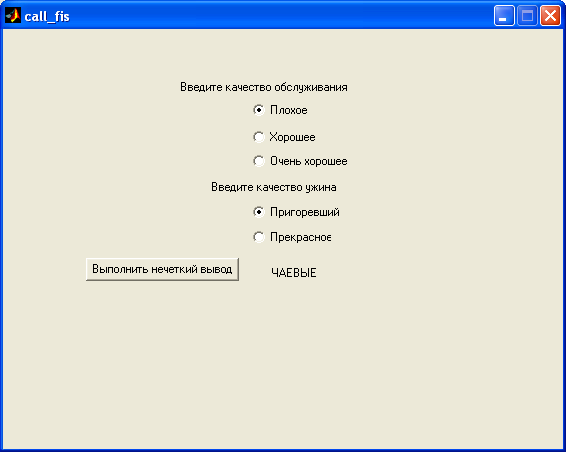 call_fis
Введите качество обслуживания
Плохое
Хорошее
Очень хорошее
Введите качество ужина
Пригоревший
Прекрасное
Выполнить нечеткий вывод
ЧАЕВЫЕ